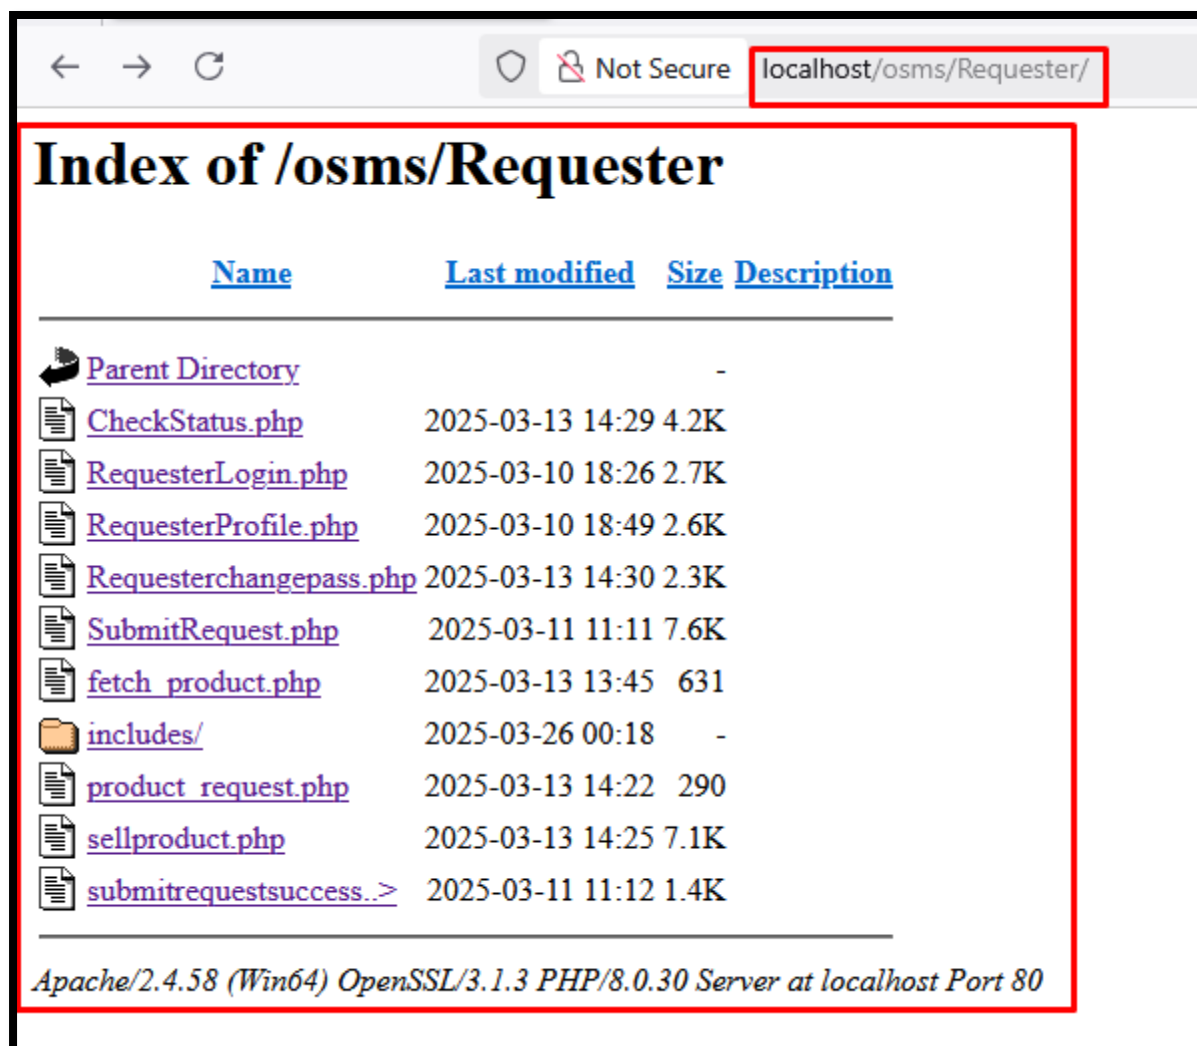 Not Secure localhost/osms/Requester/
Index of /osms/Requester
Name Last modified Size Description
Parent Directory -
CheckStatus.php 2025-03-13 14:29 4.2K
RequesterLogin.php 2025-03-10 18:26 2.7K
RequesterProfile.php 2025-03-10 18:49 2.6K
Requesterchangepass.php 2025-03-13 14:30 2.3K
SubmitRequest.php 2025-03-11 11:11 7.6K
fetch_product.php 2025-03-13 13:45 631
includes/ 2025-03-26 00:18 -
product_request.php 2025-03-13 14:22 290
sellproduct.php 2025-03-13 14:25 7.1K
submitrequestsuccess..> 2025-03-11 11:12 1.4K
Apache/2.4.58 (Win64) OpenSSL/3.1.3 PHP/8.0.30 Server at localhost Port 80